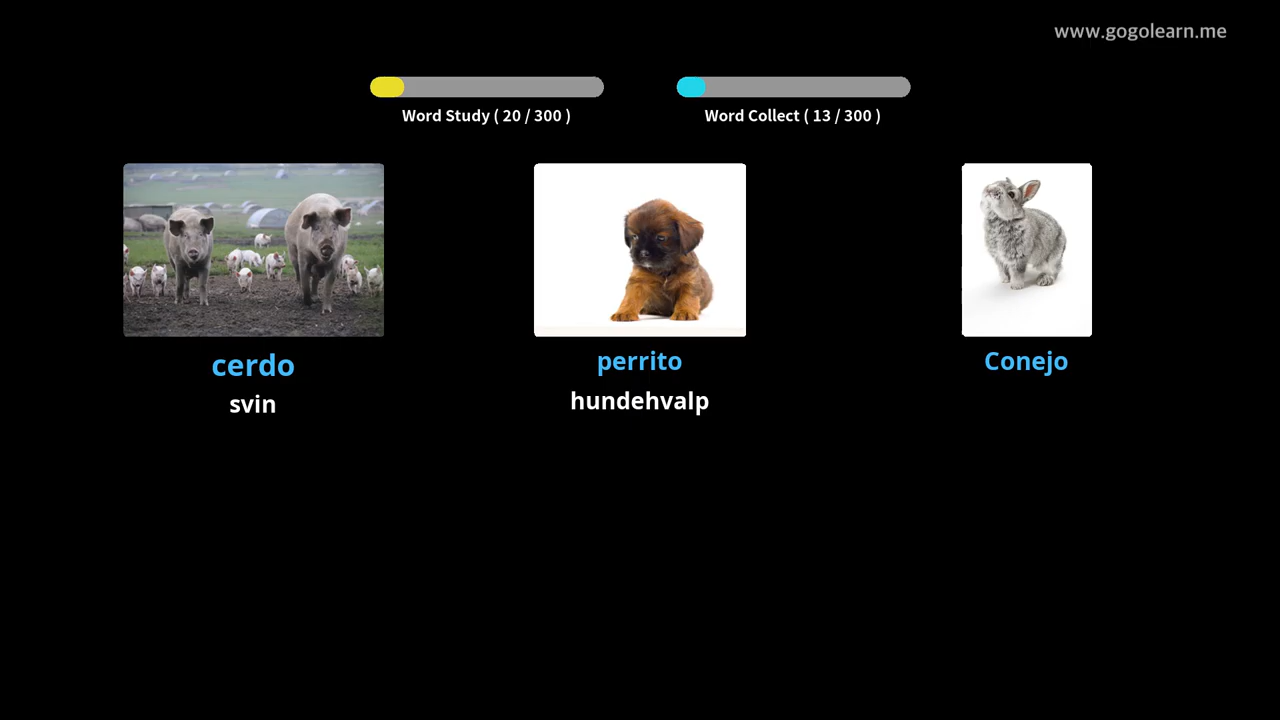 www.gogolearn.me
Word Study ( 20 / 300 )
Word Collect ( 13 / 300 )
cerdo
svin
perrito
hundehvalp
Conejo